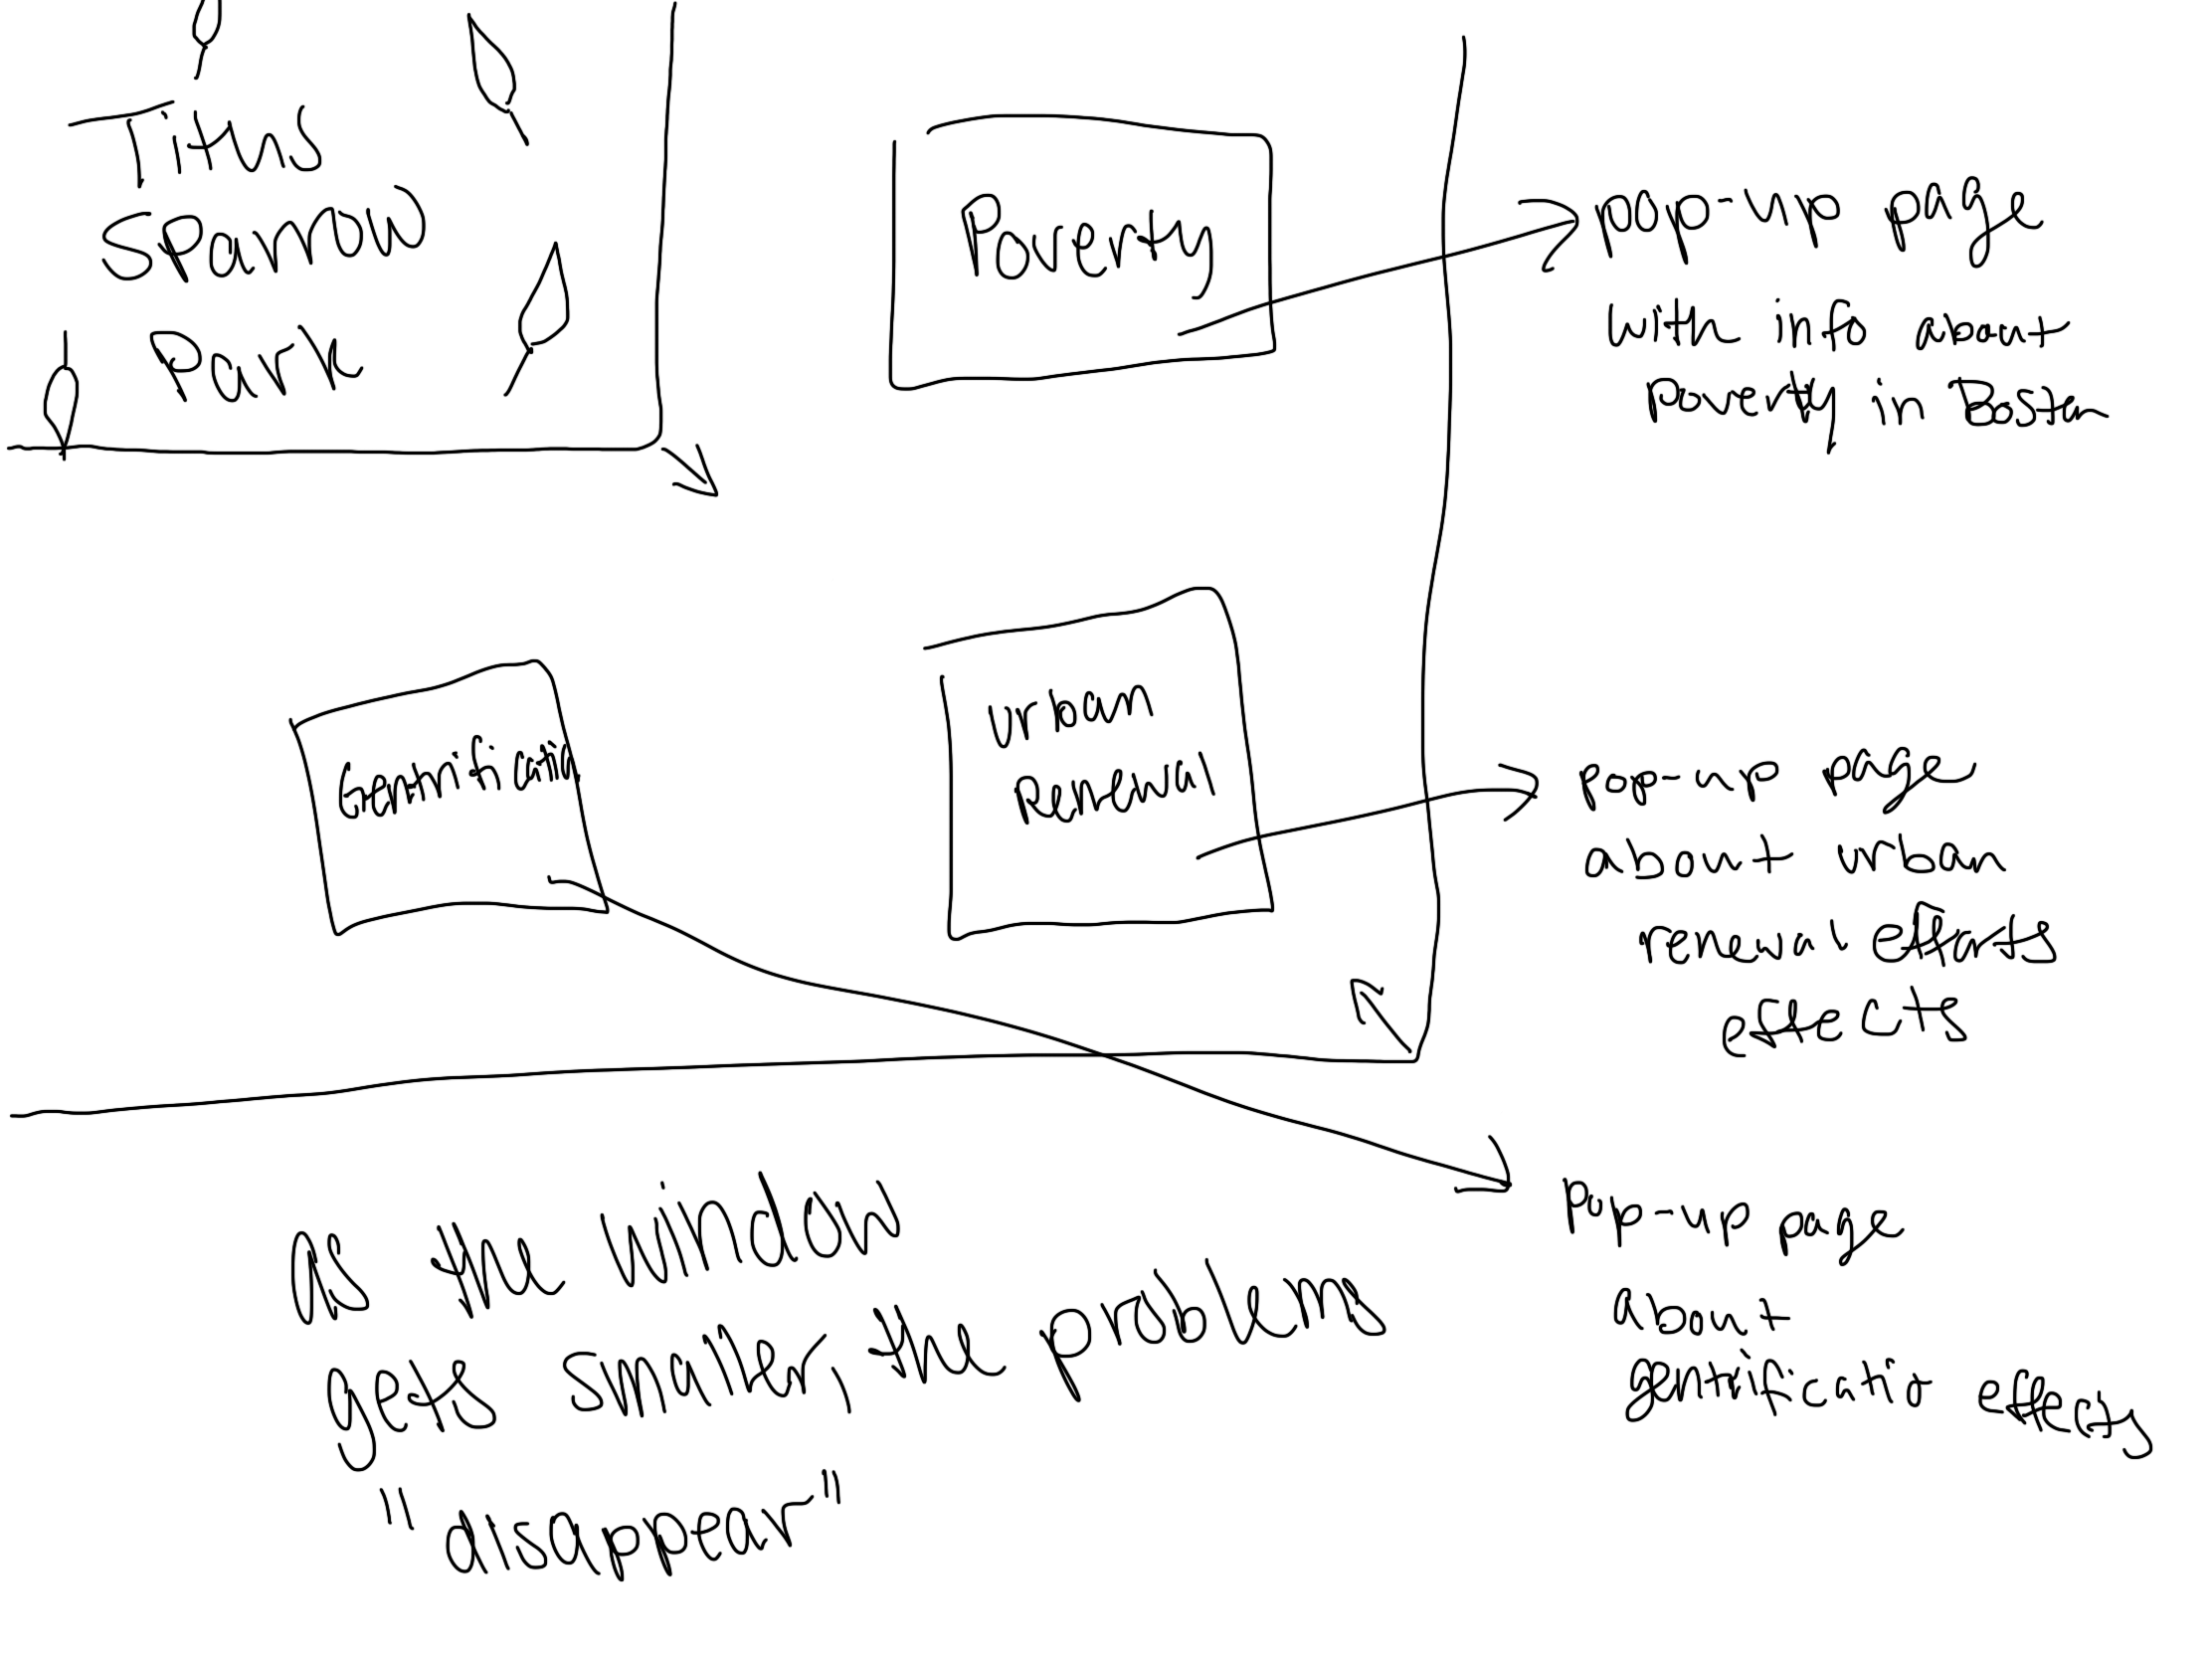 Titus
Sparrow
Park
Poverty
pop-up page
with info about
Poverty in Boston
Gentrification
urban
Renewal
Pop-up page
about urban
renewal efforts
effects
Pop-up page
about
gentrificatio effects
as the window
gets smaller, the problems
"disappear"